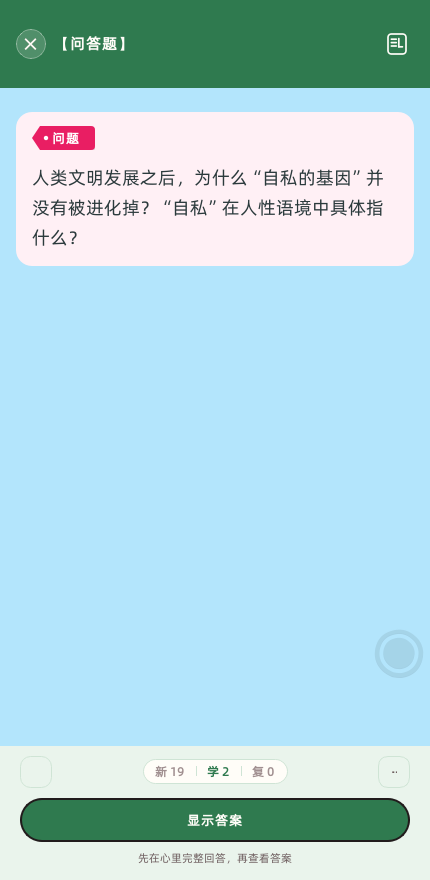 【问答题】
问题
人类文明发展之后，为什么“自私的基因”并
没有被进化掉？“自私”在人性语境中具体指
什么？
新 19 学 2 复 0
显示答案
先在心里完整回答，再查看答案